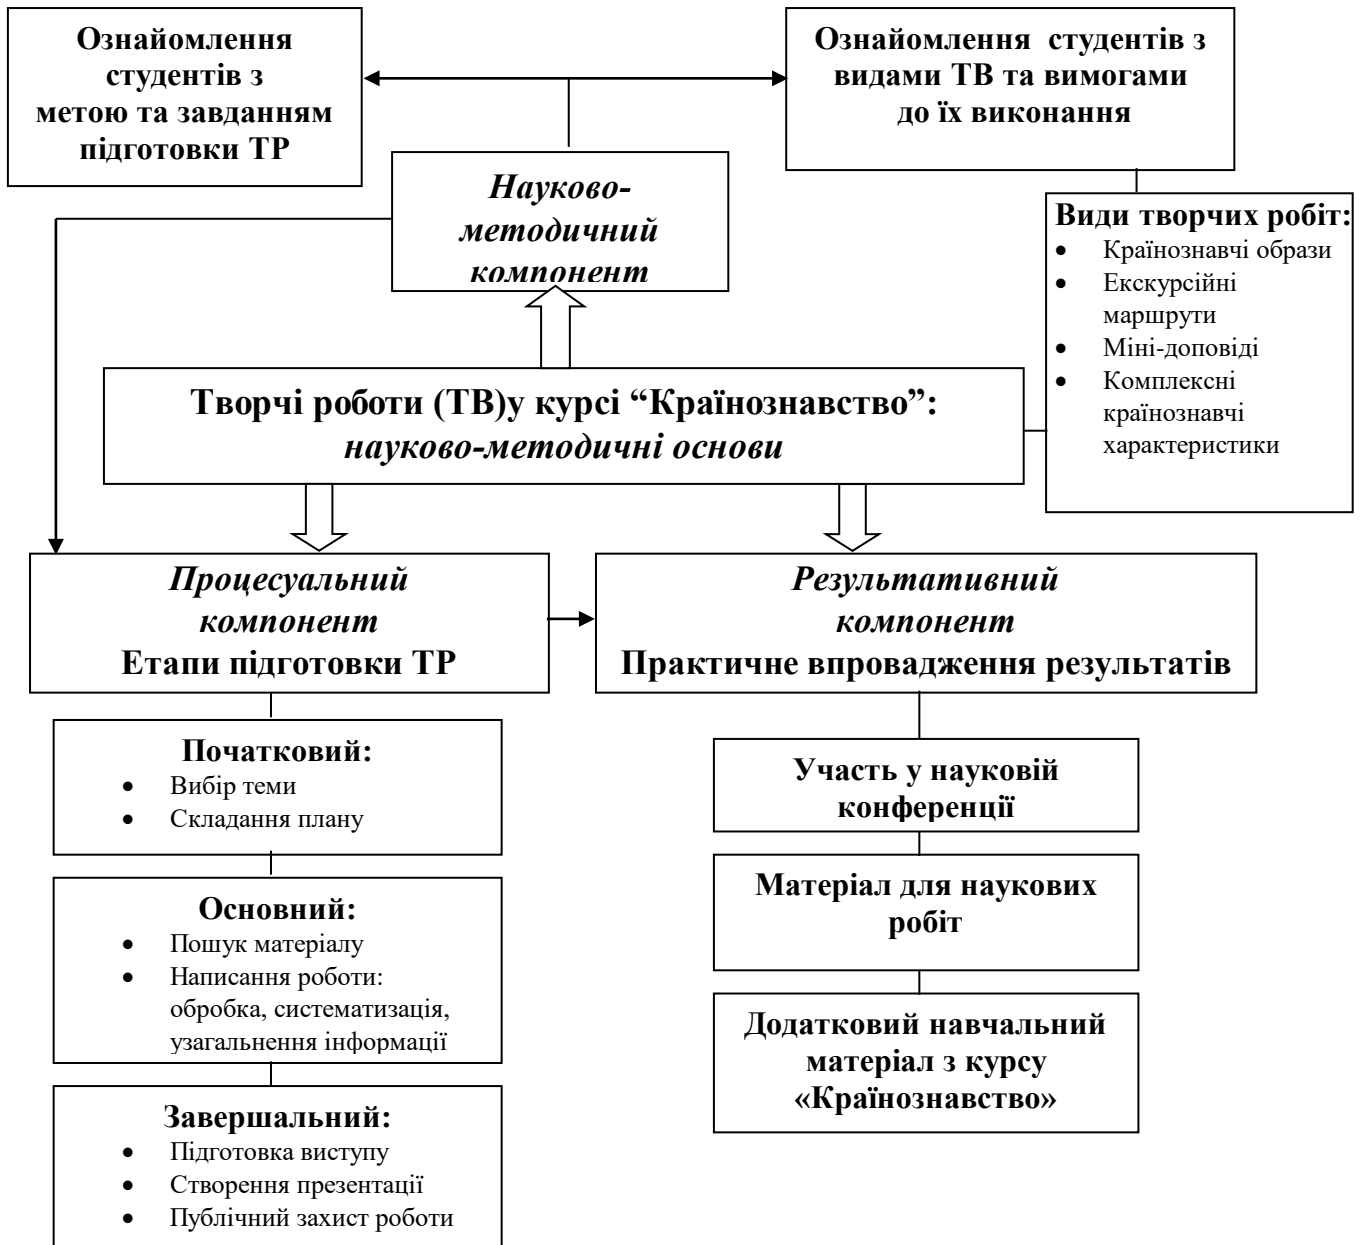 Ознайомлення
студентів з
метою та завданням
підготовки ТР
Ознайомлення студентів з
видами ТВ та вимогами
до їх виконання
Науково-
методичний
компонент
Види творчих робіт:
• Країнознавчі образи
• Екскурсійні
маршрути
• Міні-доповіді
• Комплексні
країнознавчі
характеристики
Творчі роботи (ТВ)у курсі “Країнознавство”:
науково-методичні основи
Процесуальний
компонент
Етапи підготовки ТР
Результативний
компонент
Практичне впровадження результатів
Початковий:
• Вибір теми
• Складання плану
Основний:
• Пошук матеріалу
• Написання роботи:
обробка, систематизація,
узагальнення інформації
Завершальний:
• Підготовка виступу
• Створення презентації
• Публічний захист роботи
Участь у науковій
конференції
Матеріал для наукових
робіт
Додатковий навчальний
матеріал з курсу
«Країнознавство»